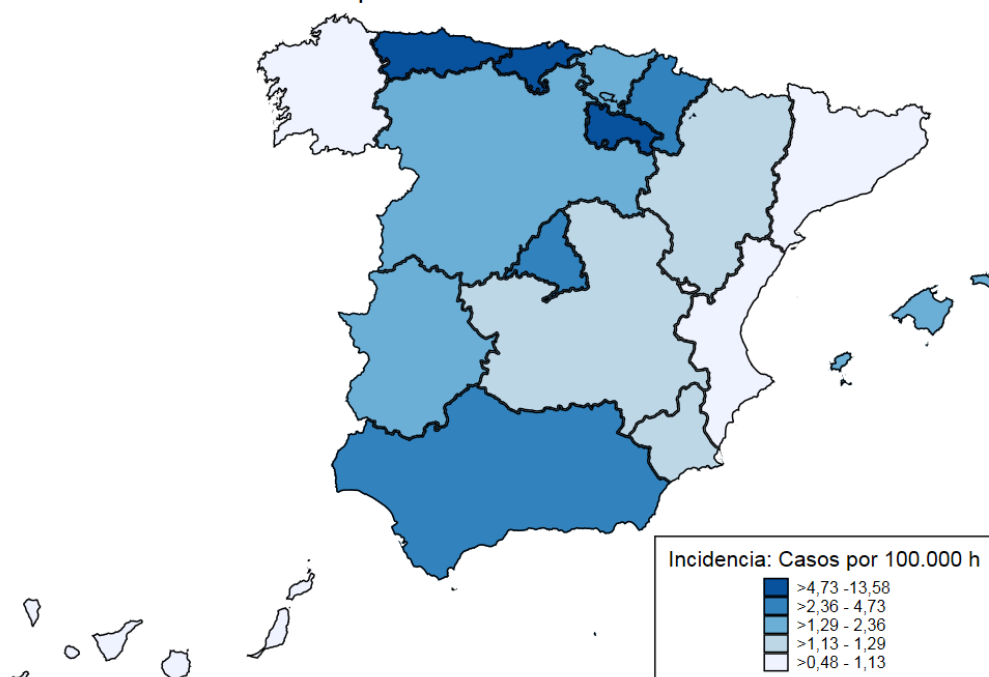 Incidencia: Casos por 100.000 h
>4,73 -13,58
>2,36 - 4,73
>1,29 - 2,36
>1,13 - 1,29
>0,48 - 1,13